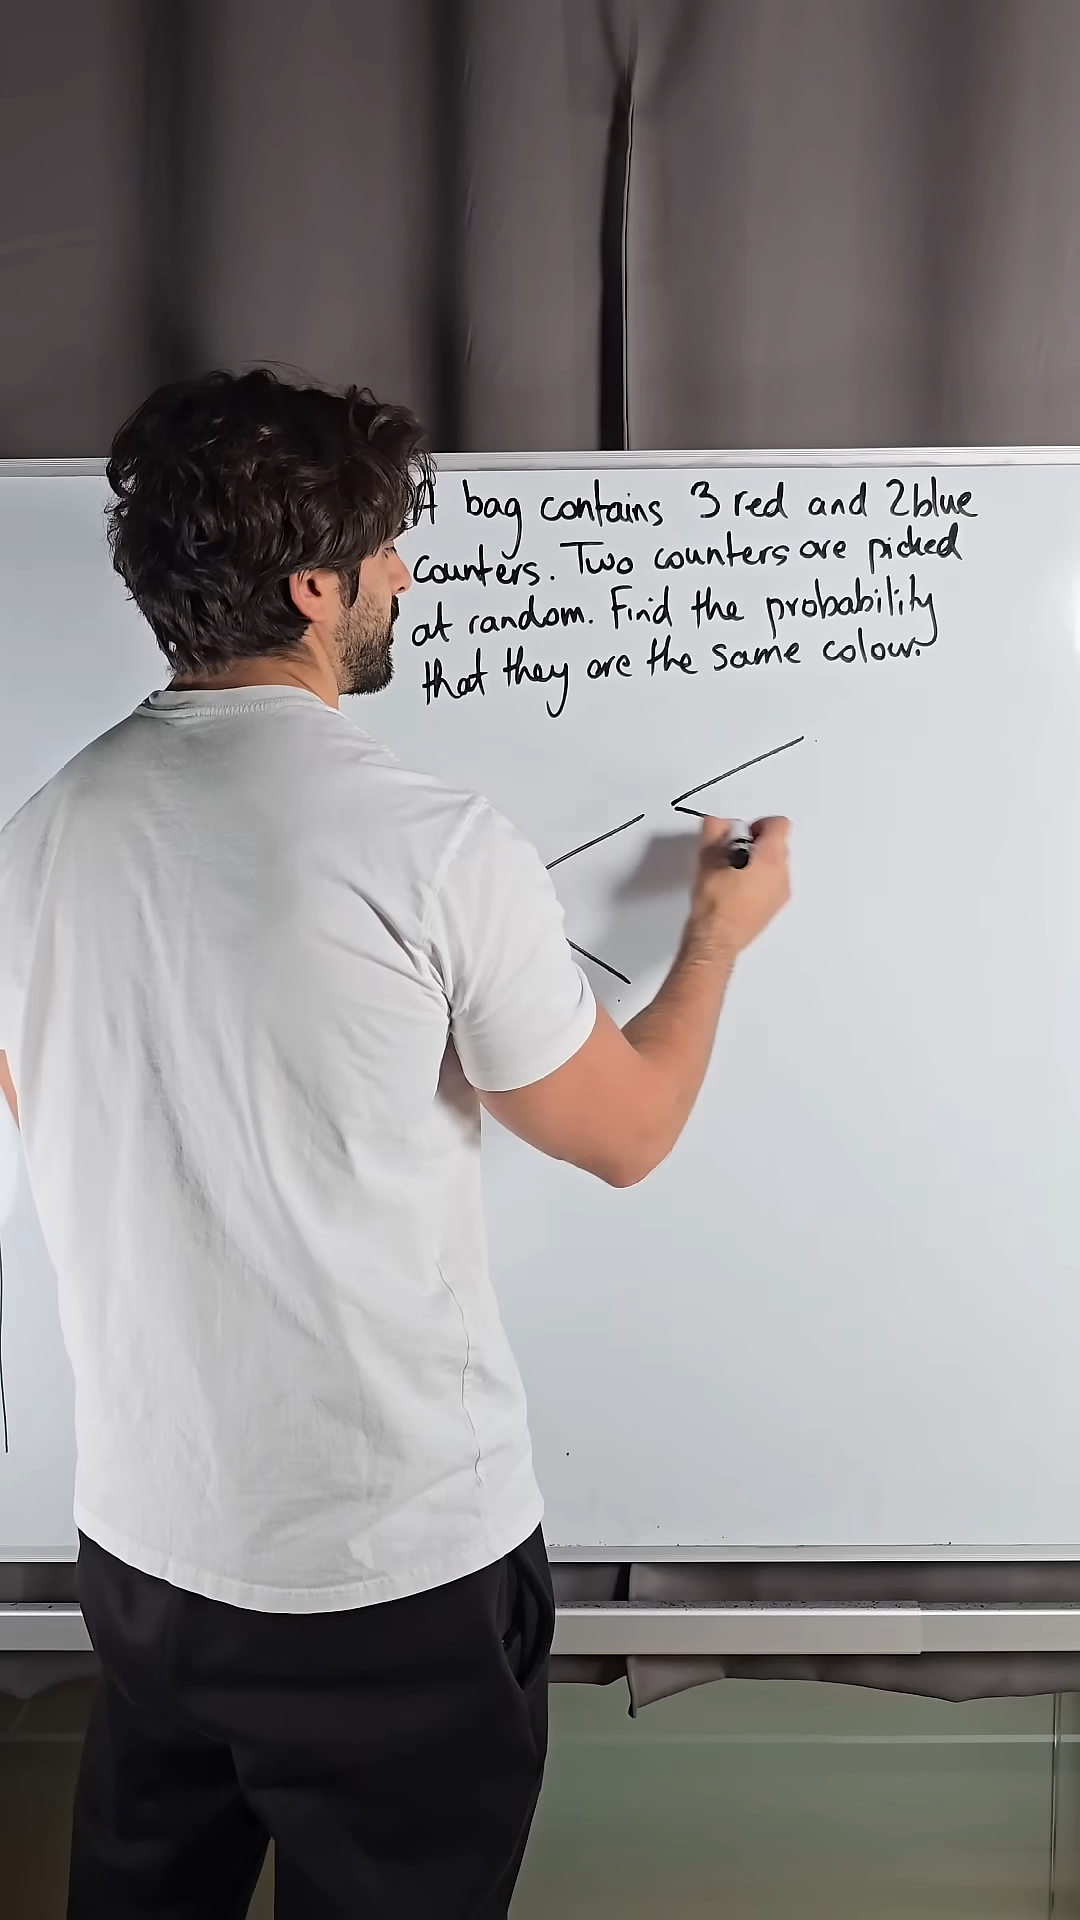 A bag contains 3 red and 2 blue
counters. Two counters are picked
at random. Find the probability
that they are the same colour.